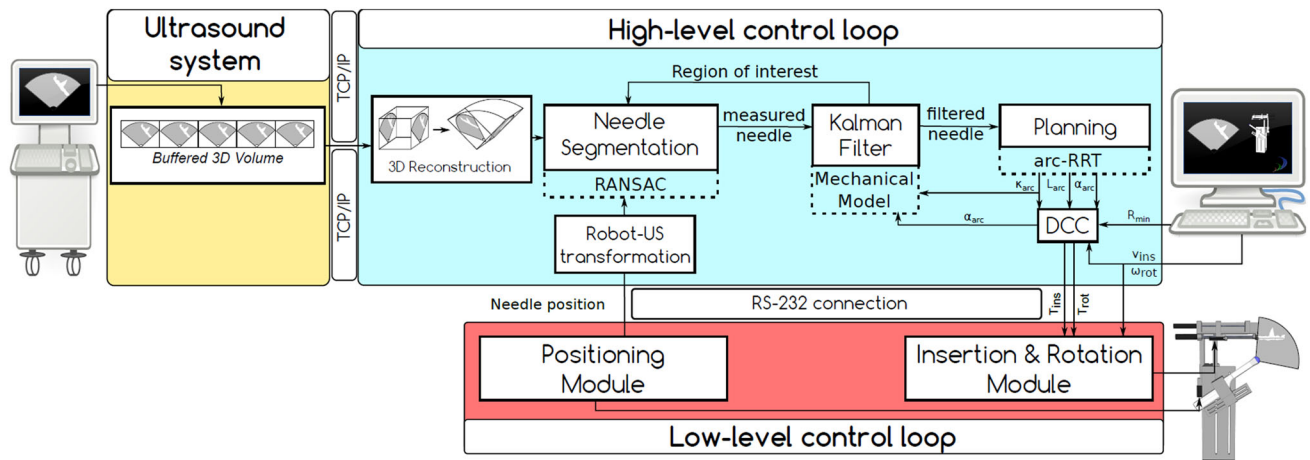 Ultrasound
system
TCP/IP
High-level control loop
Buffered 3D Volume
3D Reconstruction
Region of interest
Needle
Segmentation
RANSAC
measured
needle
Kalman
Filter
Mechanical
Model
filtered
needle
Planning
arc-RRT
κarc
Larc
αarc
DCC
αarc
Rmin
vins
ωrot
Robot-US
transformation
TCP/IP
Needle position
RS-232 connection
Tins
Trot
Positioning
Module
Insertion & Rotation
Module
Low-level control loop